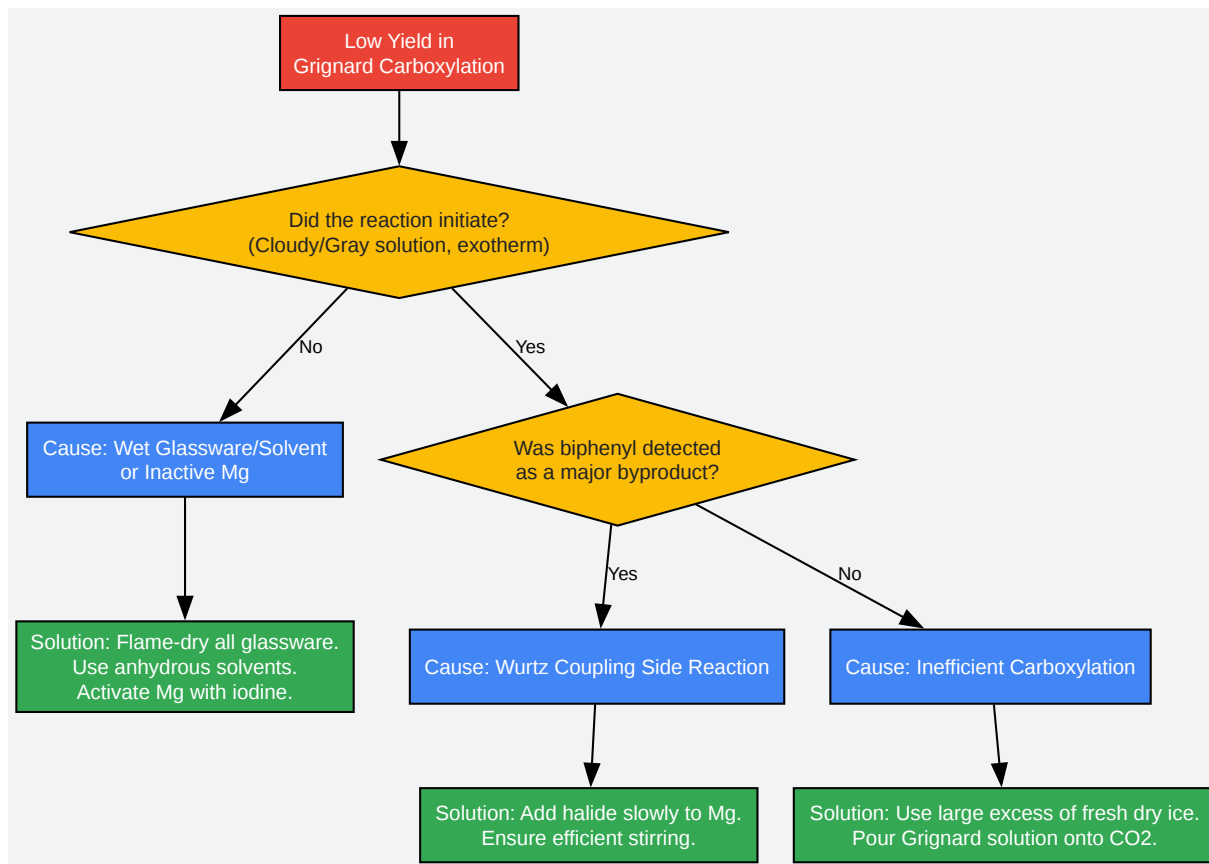 Low Yield in
Grignard Carboxylation
Did the reaction initiate?
(Cloudy/Gray solution, exotherm)
No
Yes
Cause: Wet Glassware/Solvent
or Inactive Mg
Was biphenyl detected
as a major byproduct?
Yes
No
Solution: Flame-dry all glassware.
Use anhydrous solvents.
Activate Mg with iodine.
Cause: Wurtz Coupling Side Reaction
Cause: Inefficient Carboxylation
Solution: Add halide slowly to Mg.
Ensure efficient stirring.
Solution: Use large excess of fresh dry ice.
Pour Grignard solution onto CO2.